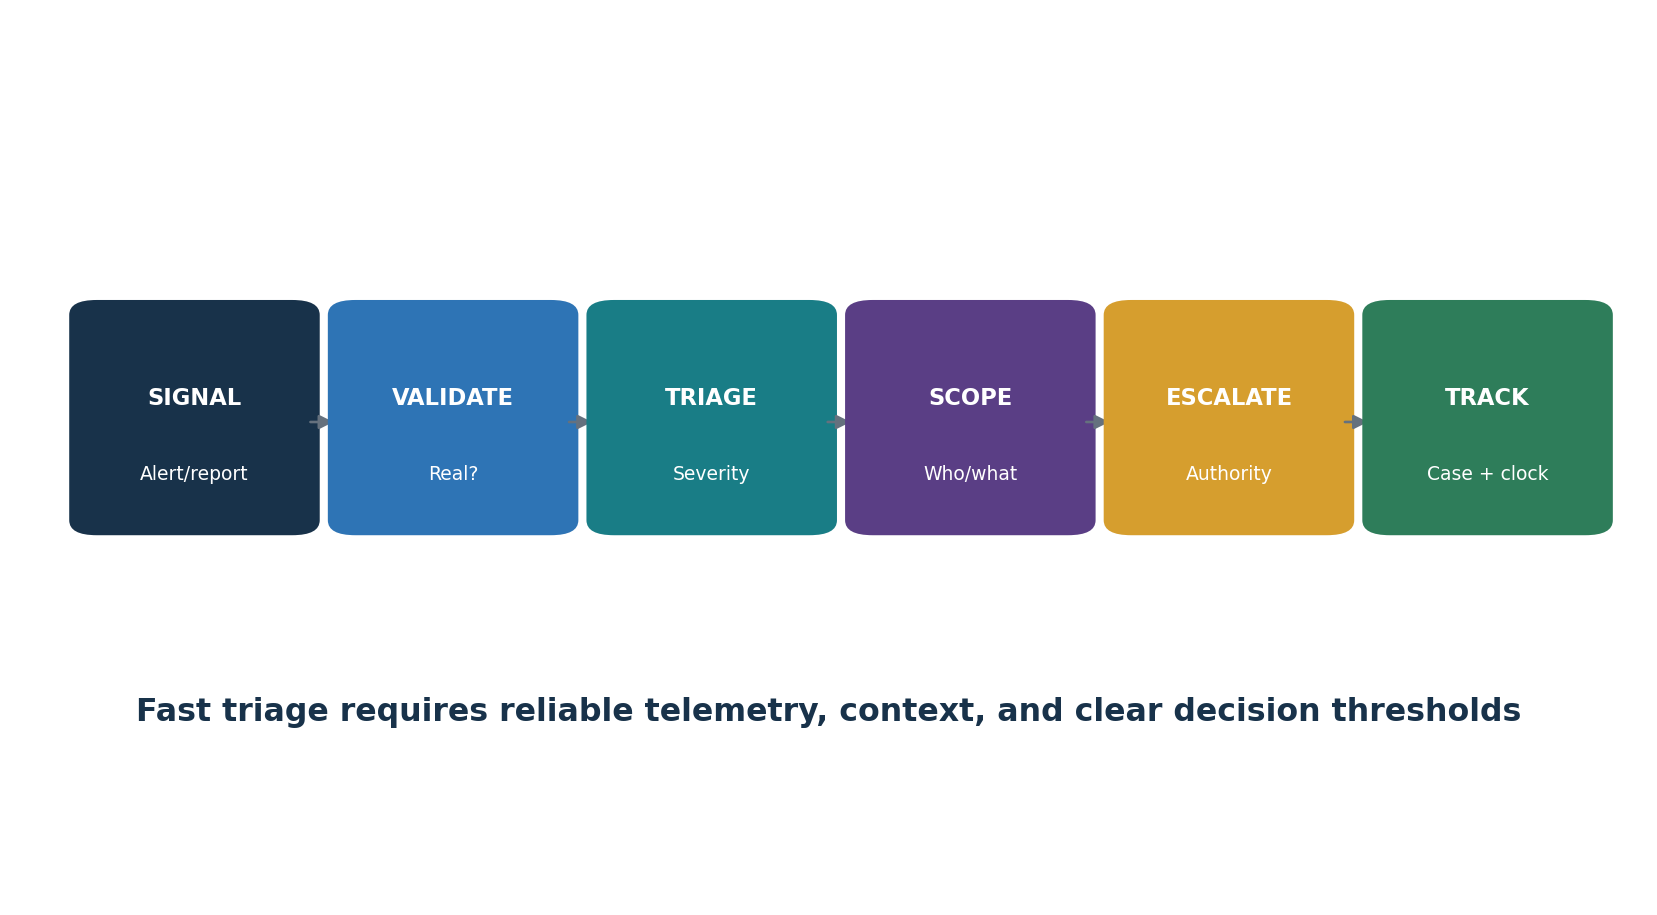 SIGNAL
Alert/report
VALIDATE
Real?
TRIAGE
Severity
SCOPE
Who/what
ESCALATE
Authority
TRACK
Case + clock
Fast triage requires reliable telemetry, context, and clear decision thresholds